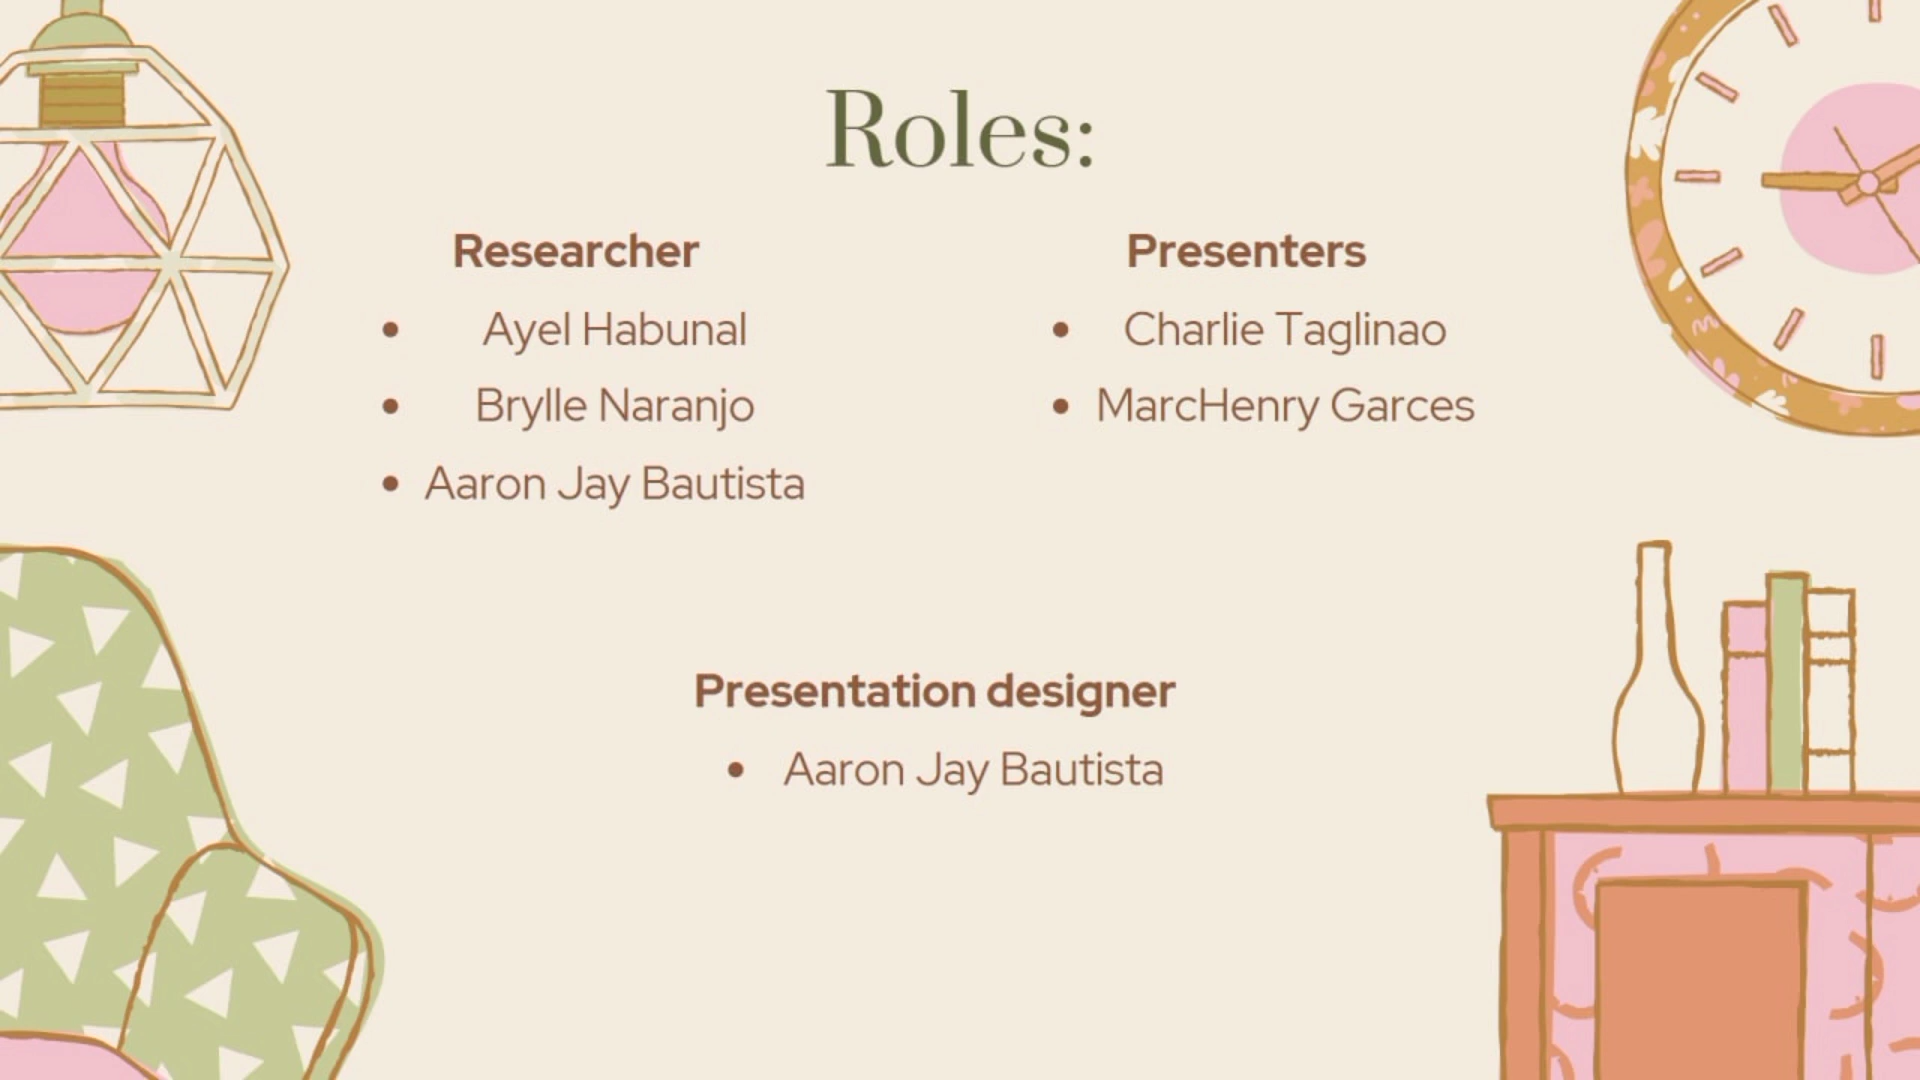 Roles:
Researcher
• Ayel Habunal
• Brylle Naranjo
• Aaron Jay Bautista
Presenters
• Charlie Taglinao
• MarcHenry Garces
Presentation designer
• Aaron Jay Bautista